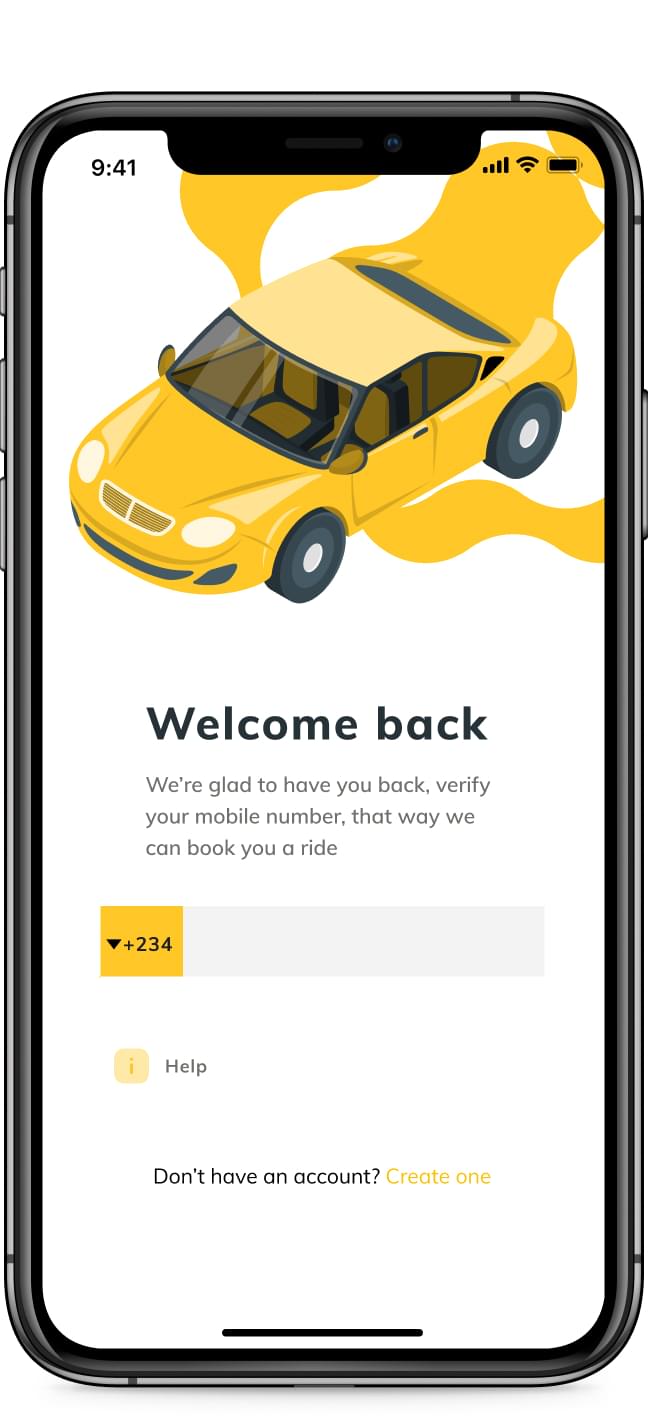 9:41
Welcome back
We're glad to have you back, verify
your mobile number, that way we
can book you a ride
+234
i
Help
Don't have an account? Create one